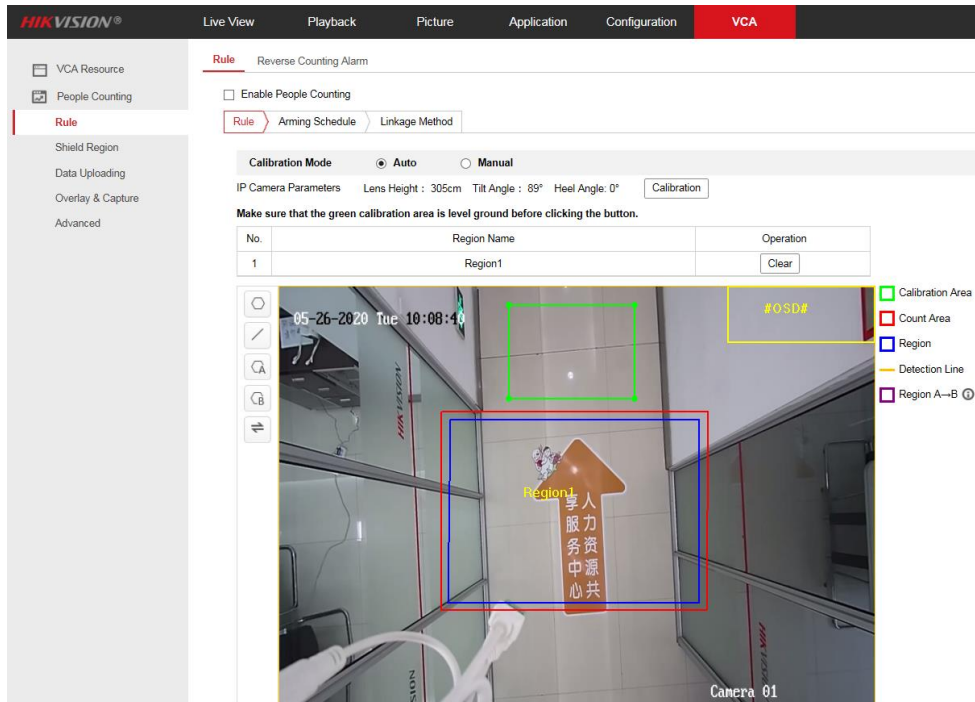 HIKVISION®
Live View Playback Picture Application Configuration VCA
VCA Resource
People Counting
Rule
Shield Region
Data Uploading
Overlay & Capture
Advanced
Rule Reverse Counting Alarm
Enable People Counting
Rule Arming Schedule Linkage Method
Calibration Mode Auto Manual
IP Camera Parameters Lens Height : 305cm Tilt Angle : 89° Heel Angle: 0° Calibration
Make sure that the green calibration area is level ground before clicking the button.
No. Region Name Operation
1 Region1 Clear
A
B
05-26-2020 Tue 10:08:4
#OSD#
HIKVISION
Region1
人力资源共
享服务中心
HIKVISION
Camera 01
Calibration Area
Count Area
Region
Detection Line
Region A→B